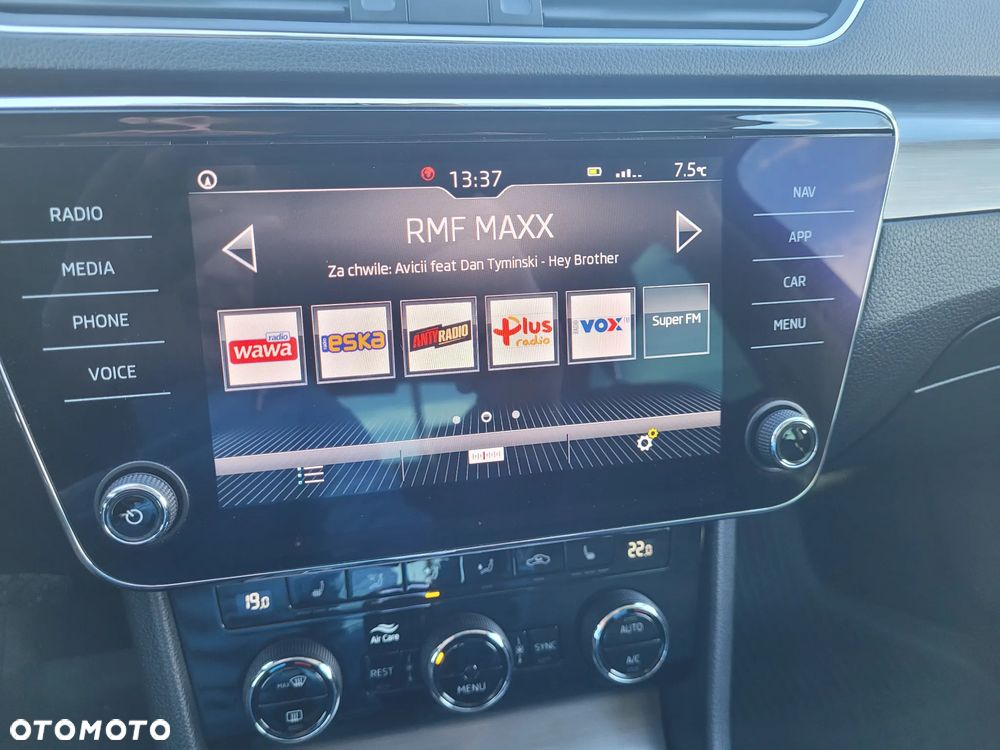 13:37
7.5°C
RADIO
MEDIA
PHONE
VOICE
RMF MAXX
Za chwile: Avicii feat Dan Tyminski - Hey Brother
radio
wawa
ESKA
ANTYRADIO
Plus
radio
VOX FM
Super FM
NAV
APP
CAR
MENU
19.0
22.0
MAX
Air Care
REST
MENU
SYNC
AUTO
A/C
OTOMOTO